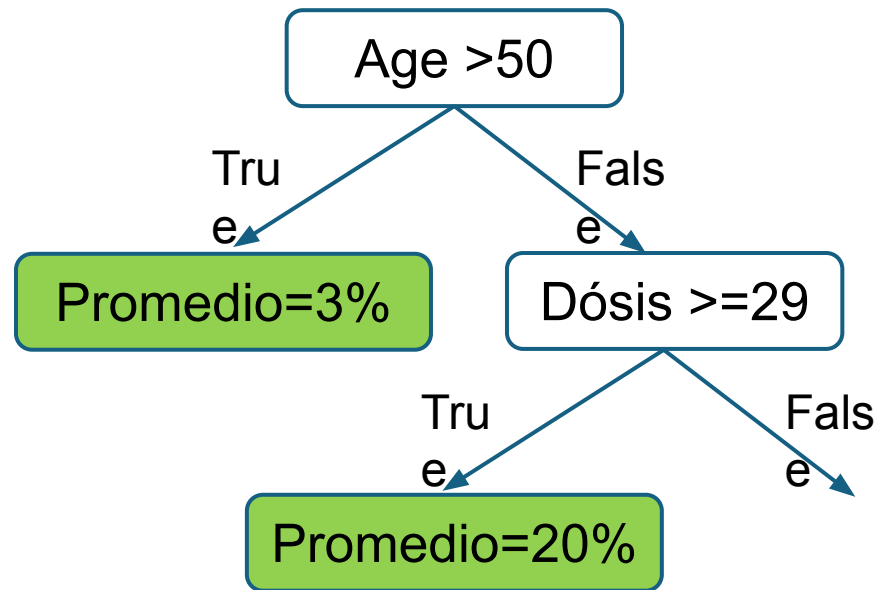 Age >50
Tru
e
Fals
e
Promedio=3%
Dósis >=29
Tru
e
Fals
e
Promedio=20%